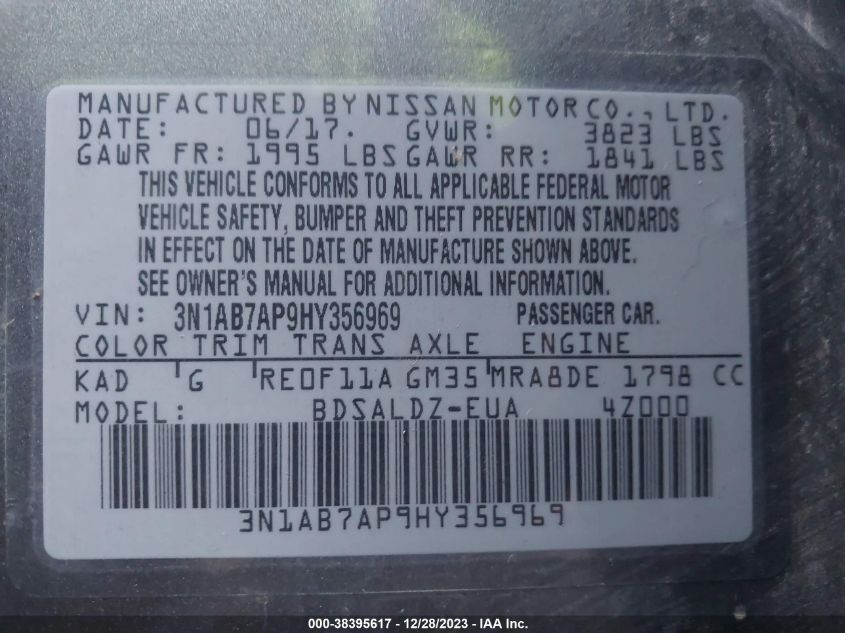 MANUFACTURED BY NISSAN MOTOR CO., LTD.
DATE: 06/17. GVWR: 3823 LBS
GAWR FR: 1995 LBS GAWR RR: 1841 LBS
THIS VEHICLE CONFORMS TO ALL APPLICABLE FEDERAL MOTOR
VEHICLE SAFETY, BUMPER AND THEFT PREVENTION STANDARDS
IN EFFECT ON THE DATE OF MANUFACTURE SHOWN ABOVE.
SEE OWNER'S MANUAL FOR ADDITIONAL INFORMATION.
VIN: 3N1AB7AP9HY356969 PASSENGER CAR.
COLOR TRIM TRANS AXLE ENGINE
KAD G RE0F11A GM35 MRA8DE 1798 CC
MODEL: BDSALDZ-EUA 4Z000
3N1AB7AP9HY356969
000-38395617 - 12/28/2023 - IAA Inc.